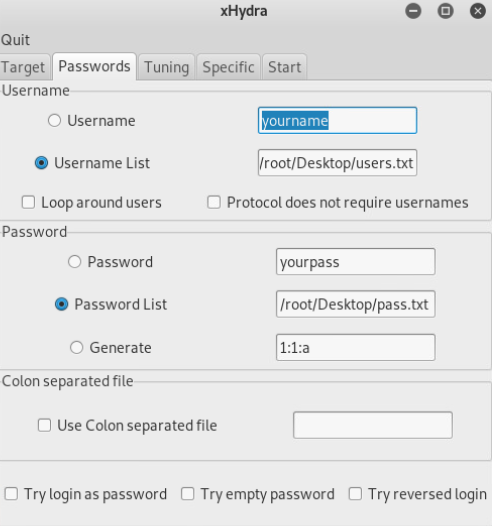 xHydra
Quit
Target Passwords Tuning Specific Start
Username
Username yourname
Username List /root/Desktop/users.txt
Loop around users Protocol does not require usernames
Password
Password yourpass
Password List /root/Desktop/pass.txt
Generate 1:1:a
Colon separated file
Use Colon separated file
Try login as password Try empty password Try reversed login